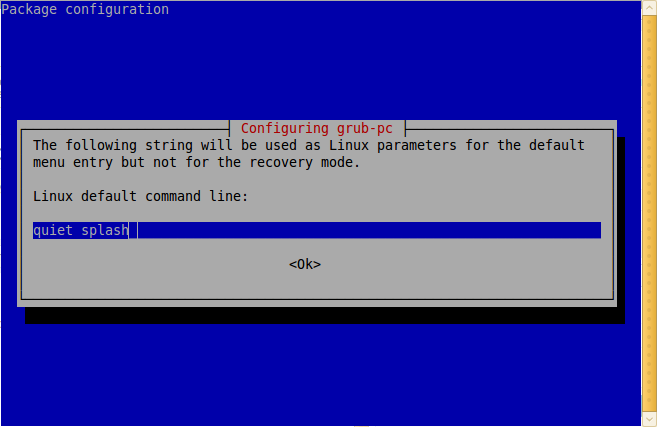 Package configuration
Configuring grub-pc
The following string will be used as Linux parameters for the default
menu entry but not for the recovery mode.
Linux default command line:
quiet splash
<Ok>